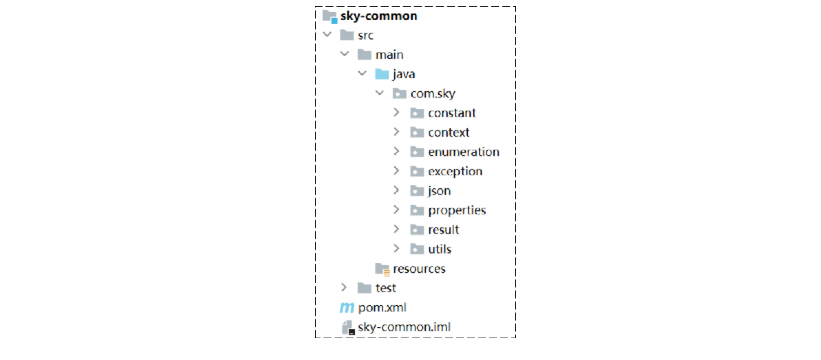 sky-common
src
main
java
com.sky
constant
context
enumeration
exception
json
properties
result
utils
resources
test
pom.xml
sky-common.iml